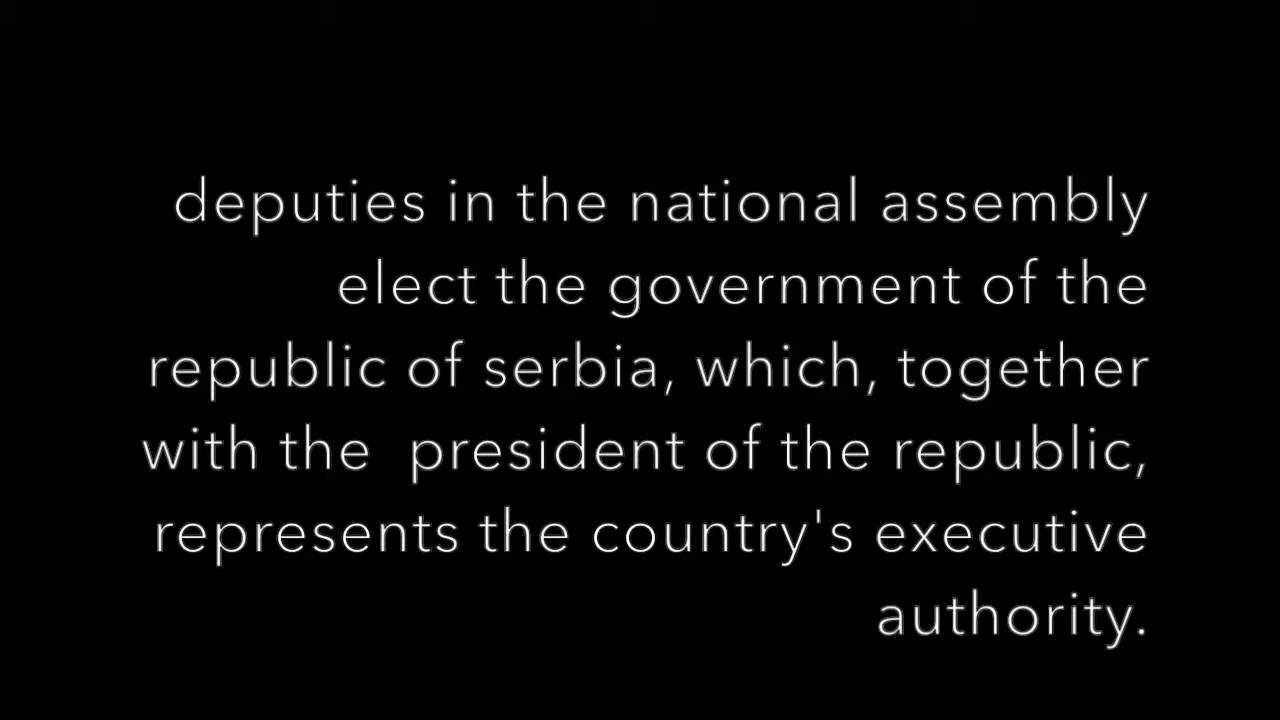 deputies in the national assembly
elect the government of the
republic of serbia, which, together
with the  president of the republic,
represents the country's executive
authority.